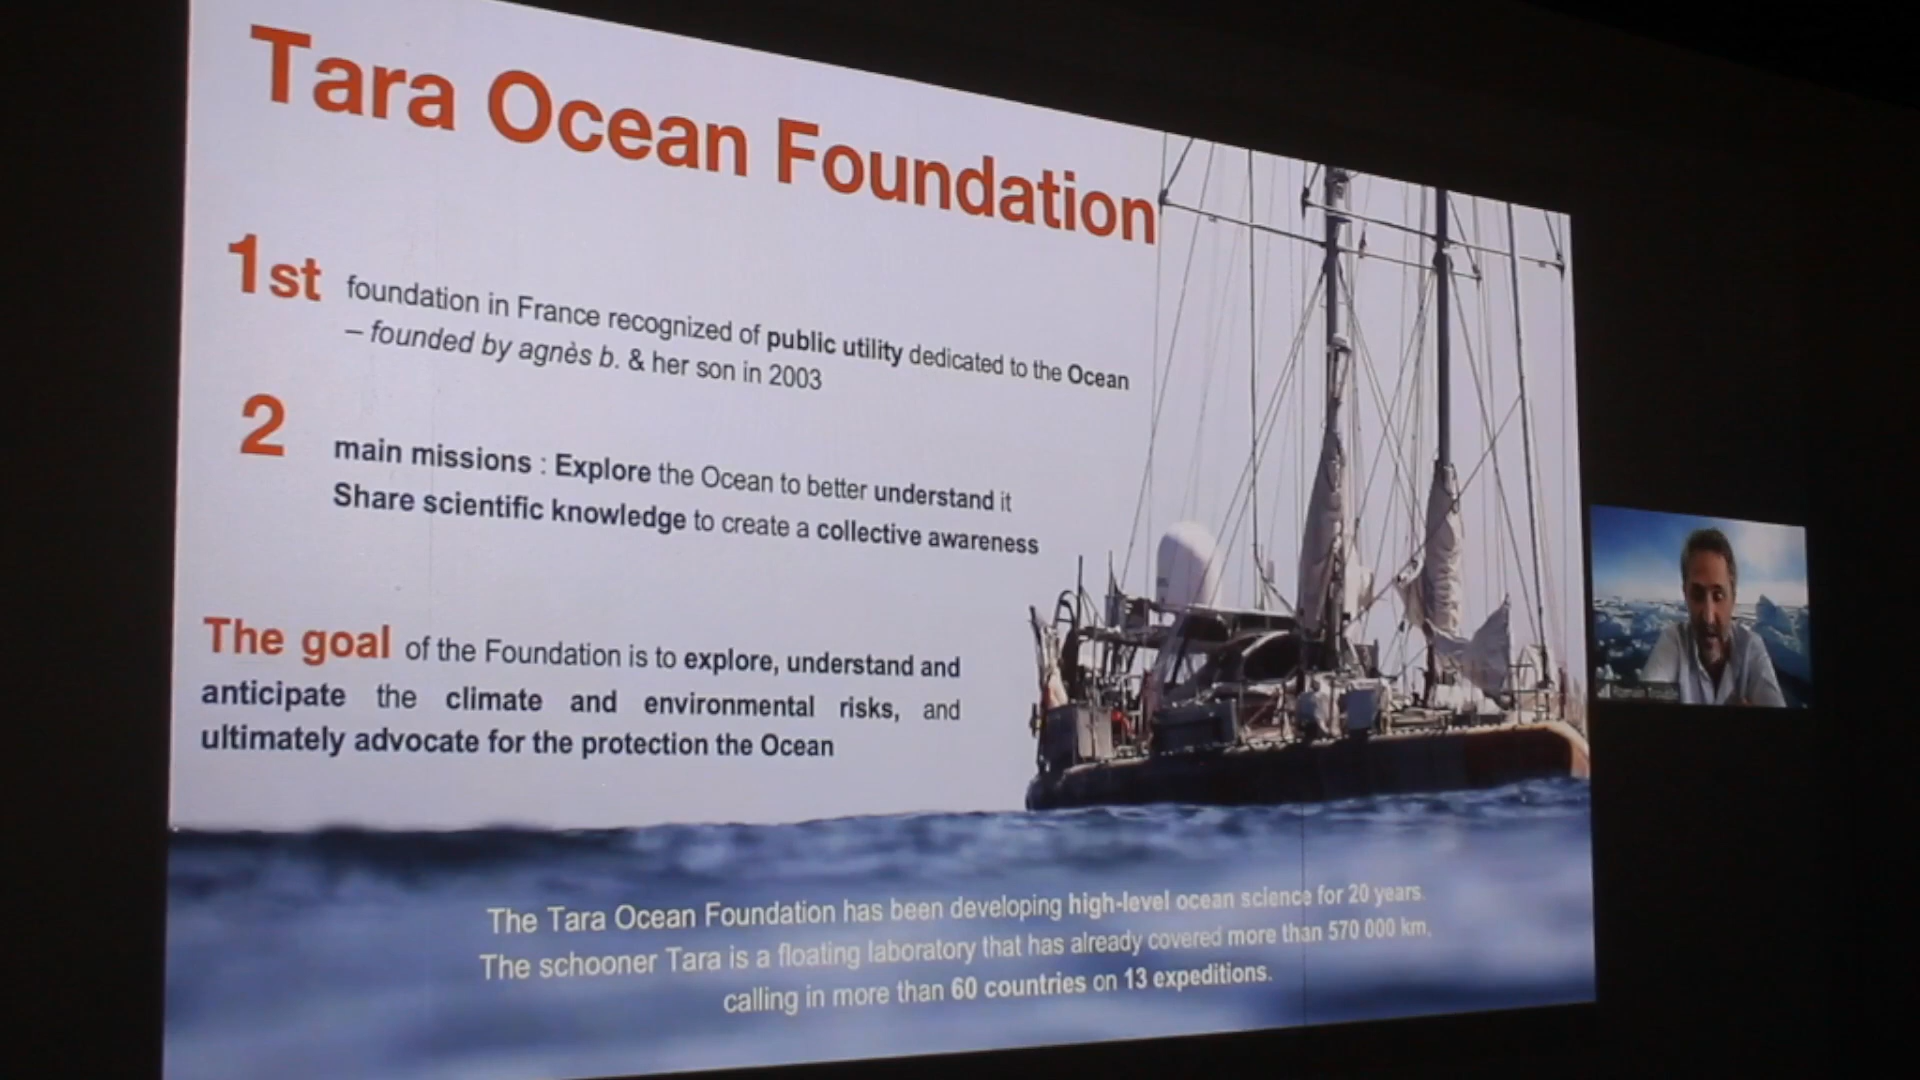 Tara Ocean Foundation
1st foundation in France recognized of public utility dedicated to the Ocean
– founded by agnès b. & her son in 2003
2 main missions : Explore the Ocean to better understand it
Share scientific knowledge to create a collective awareness
The goal of the Foundation is to explore, understand and
anticipate the climate and environmental risks, and
ultimately advocate for the protection the Ocean
The Tara Ocean Foundation has been developing high-level ocean science for 20 years.
The schooner Tara is a floating laboratory that has already covered more than 570 000 km,
calling in more than 60 countries on 13 expeditions.